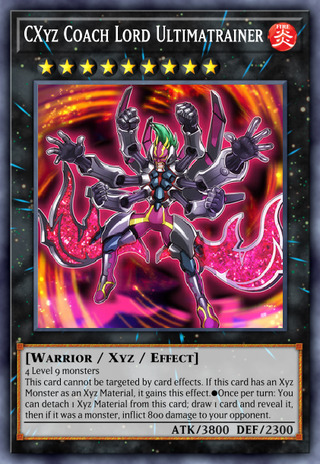 CXyz Coach Lord Ultimatrainer
FIRE
炎
[Warrior / Xyz / Effect]
4 Level 9 monsters
This card cannot be targeted by card effects. If this card has an Xyz
Monster as an Xyz Material, it gains this effect.●Once per turn: You
can detach 1 Xyz Material from this card; draw 1 card and reveal it,
then if it was a monster, inflict 800 damage to your opponent.
ATK/3800 DEF/2300